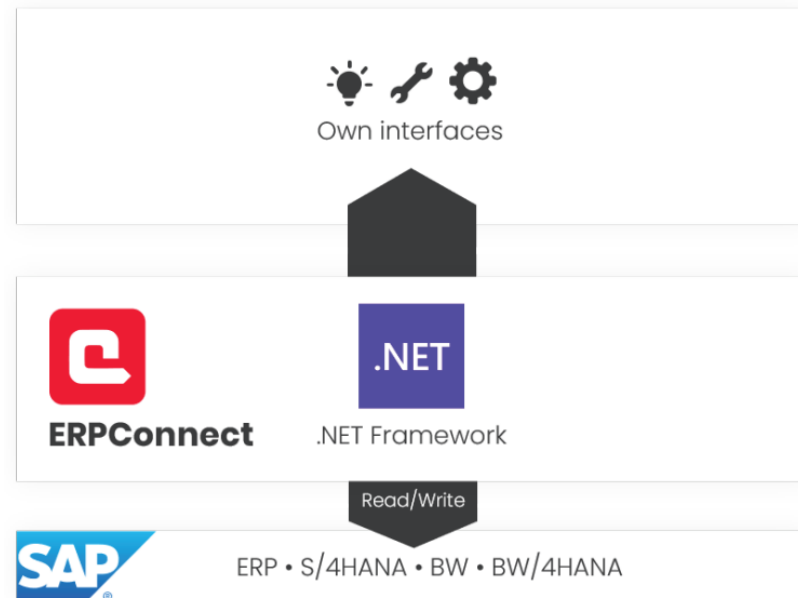 Own interfaces
.NET
ERPConnect
.NET Framework
Read/Write
SAP
®
ERP • S/4HANA • BW • BW/4HANA